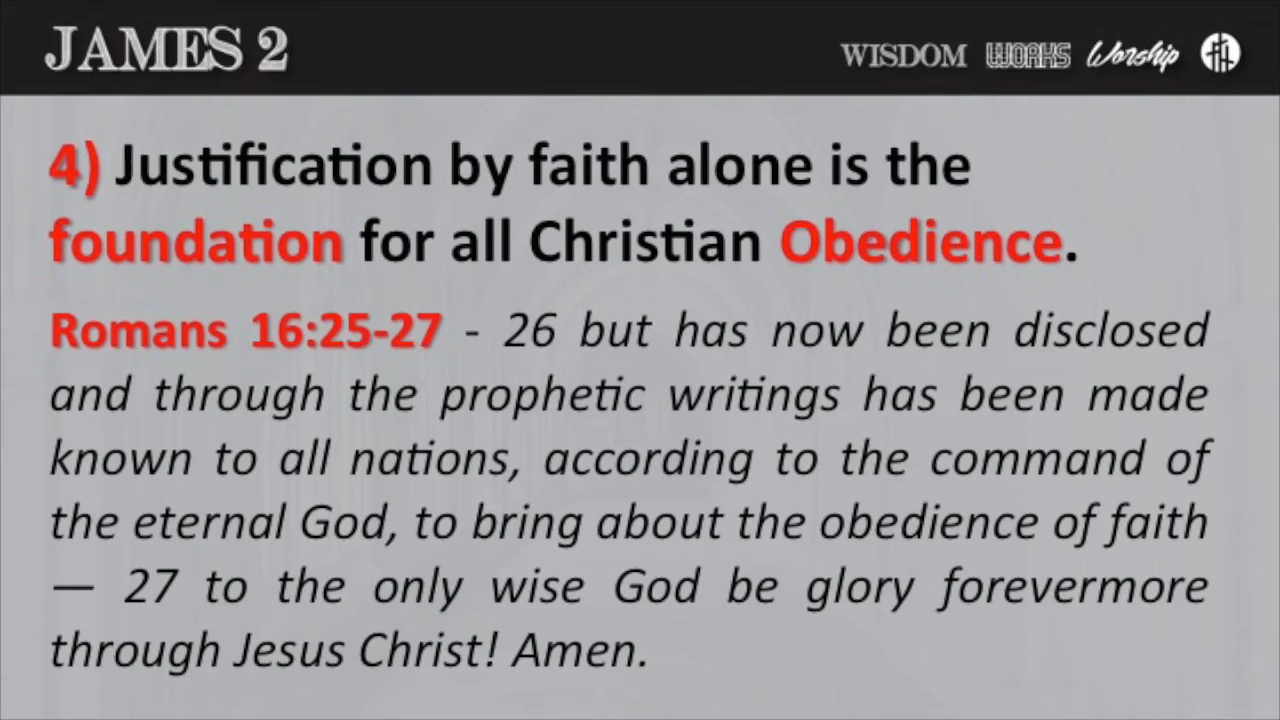 JAMES 2
WISDOM WORKS Worship
4) Justification by faith alone is the
foundation for all Christian Obedience.
Romans 16:25-27 - 26 but has now been disclosed
and through the prophetic writings has been made
known to all nations, according to the command of
the eternal God, to bring about the obedience of faith
— 27 to the only wise God be glory forevermore
through Jesus Christ! Amen.